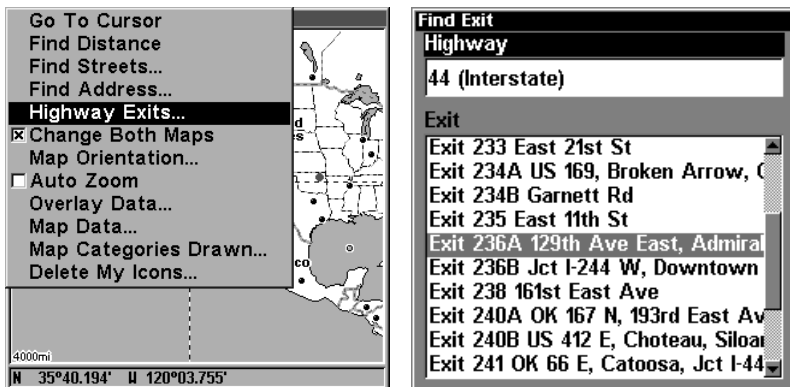 Go To Cursor
Find Distance
Find Streets...
Find Address...
Highway Exits...
Change Both Maps
Map Orientation...
Auto Zoom
Overlay Data...
Map Data...
Map Categories Drawn...
Delete My Icons...
d
es
co
4000mi
N 35°40.194' W 120°03.755'
Find Exit
Highway
44 (Interstate)
Exit
Exit 233 East 21st St
Exit 234A US 169, Broken Arrow,
Exit 234B Garnett Rd
Exit 235 East 11th St
Exit 236A 129th Ave East, Admiral
Exit 236B Jct I-244 W, Downtown
Exit 238 161st East Ave
Exit 240A OK 167 N, 193rd East Av
Exit 240B US 412 E, Choteau, Siloa
Exit 241 OK 66 E, Catoosa, Jct I-44